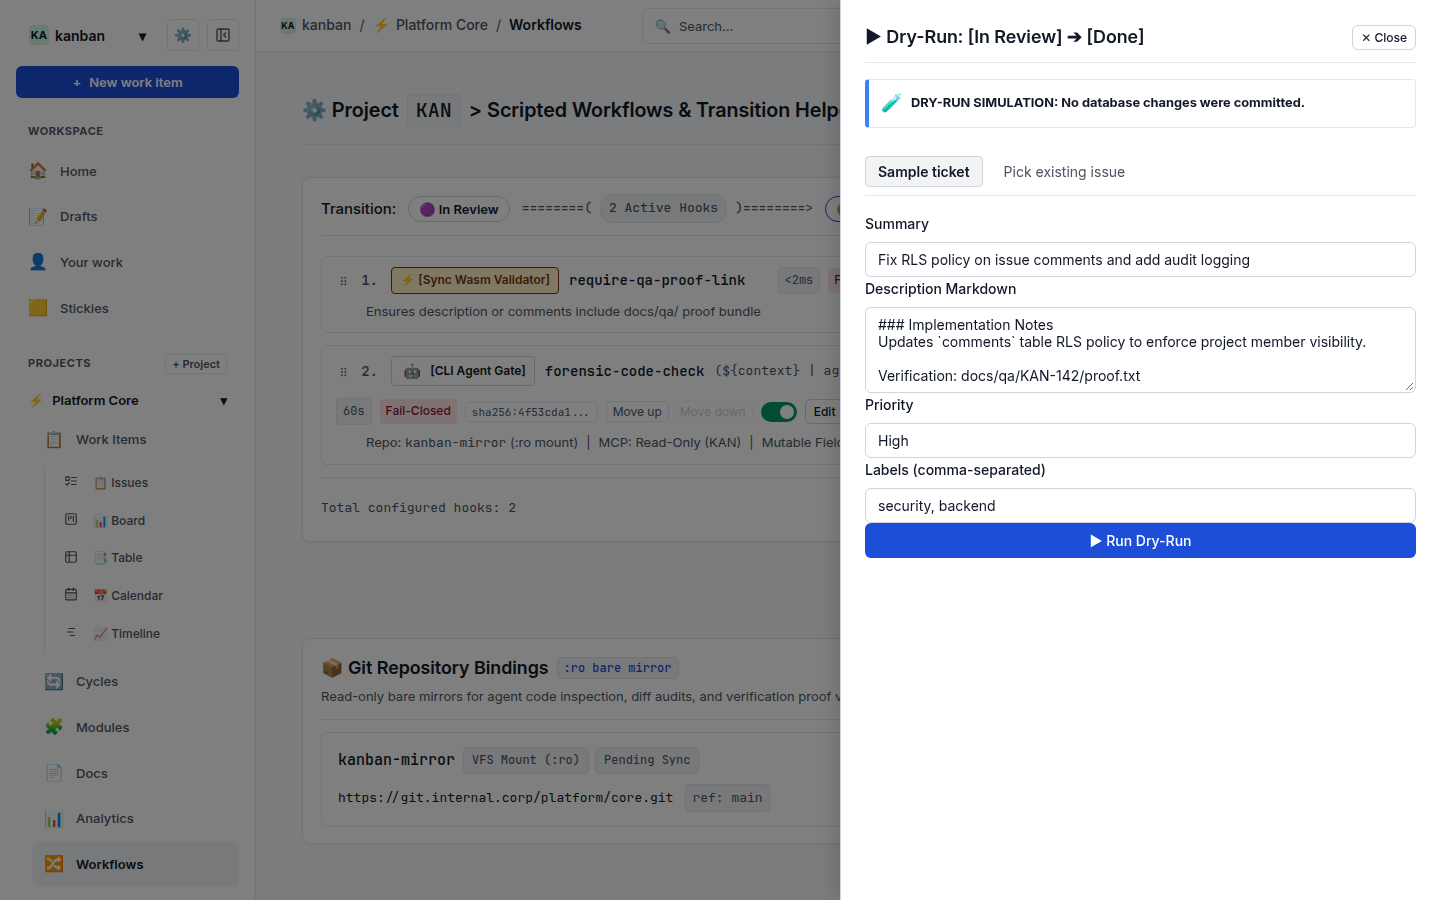 KA kanban ▼
+ New work item
WORKSPACE
Home
Drafts
Your work
Stickies
PROJECTS + Project
Platform Core ▼
Work Items
Issues
Board
Table
Calendar
Timeline
Cycles
Modules
Docs
Analytics
Workflows
KA kanban / ⚡ Platform Core / Workflows
Search...
Project KAN > Scripted Workflows & Transition Help
Transition: In Review ========( 2 Active Hooks )========>
1. ⚡ [Sync Wasm Validator] require-qa-proof-link <2ms F
Ensures description or comments include docs/qa/ proof bundle
2. [CLI Agent Gate] forensic-code-check (${context} | ag
60s Fail-Closed sha256:4f53cda1... Move up Move down Edit
Repo: kanban-mirror (:ro mount) | MCP: Read-Only (KAN) | Mutable Fiel
Total configured hooks: 2
Git Repository Bindings :ro bare mirror
Read-only bare mirrors for agent code inspection, diff audits, and verification proof v
kanban-mirror VFS Mount (:ro) Pending Sync
https://git.internal.corp/platform/core.git ref: main
▶ Dry-Run: [In Review] ➔ [Done]
✕ Close
DRY-RUN SIMULATION: No database changes were committed.
Sample ticket Pick existing issue
Summary
Fix RLS policy on issue comments and add audit logging
Description Markdown
### Implementation Notes
Updates `comments` table RLS policy to enforce project member visibility.
Verification: docs/qa/KAN-142/proof.txt
Priority
High
Labels (comma-separated)
security, backend
▶ Run Dry-Run